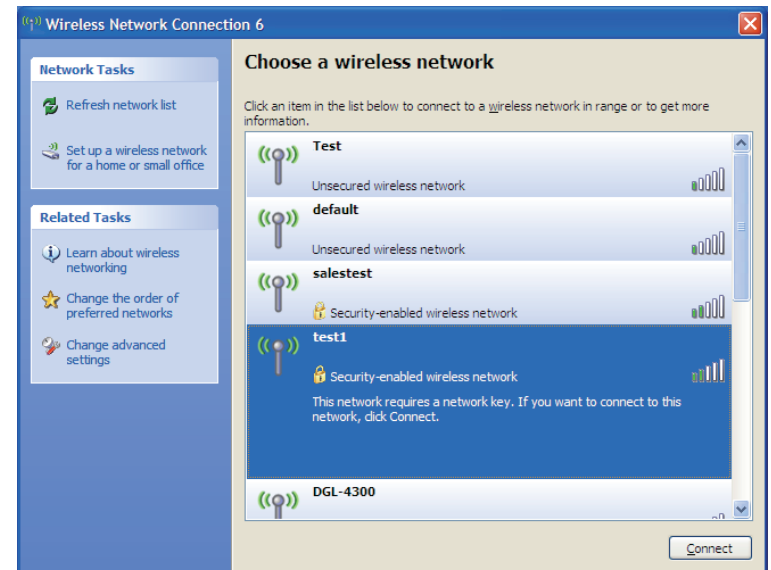 Wireless Network Connection 6
Network Tasks
Refresh network list
Set up a wireless network
for a home or small office
Related Tasks
Learn about wireless
networking
Change the order of
preferred networks
Change advanced
settings
Choose a wireless network
Click an item in the list below to connect to a wireless network in range or to get more
information.
Test
Unsecured wireless network
default
Unsecured wireless network
salestest
Security-enabled wireless network
test1
Security-enabled wireless network
This network requires a network key. If you want to connect to this
network, click Connect.
DGL-4300
Connect